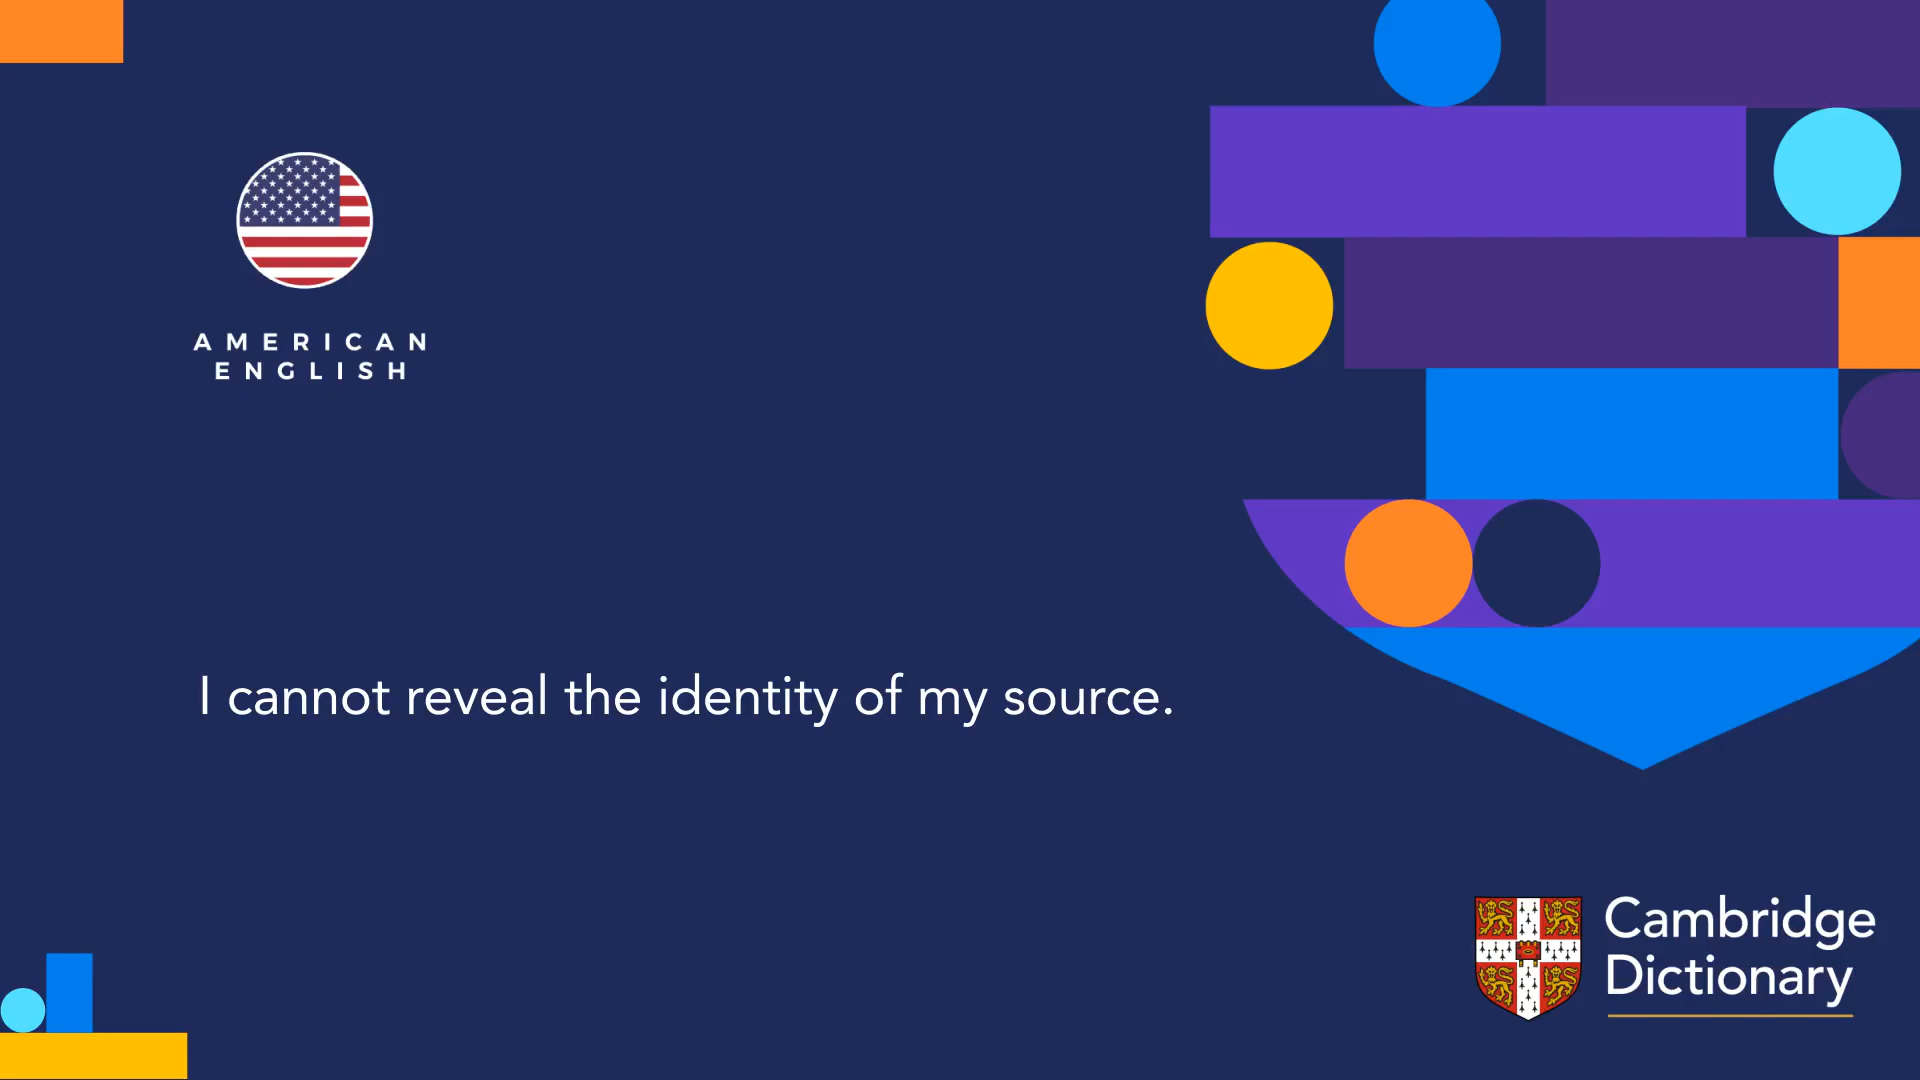 AMERICAN
ENGLISH
I cannot reveal the identity of my source.
Cambridge
Dictionary